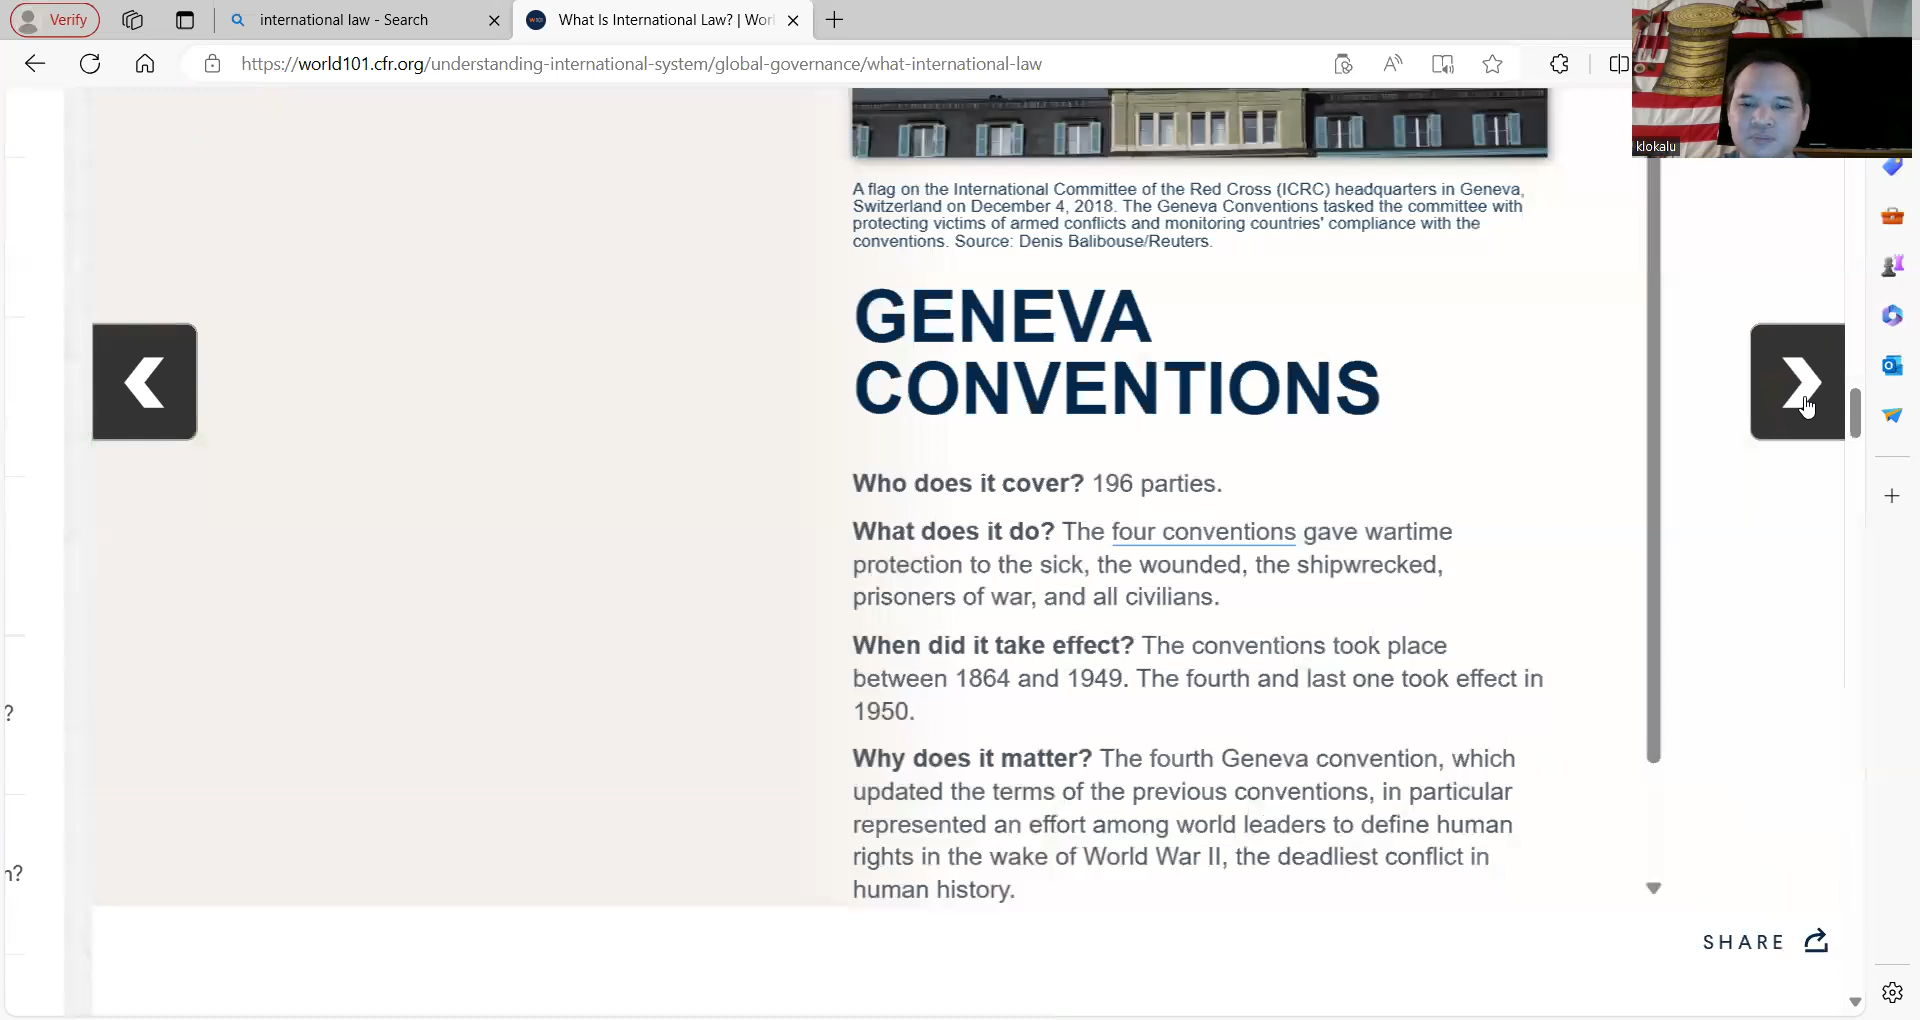 Verify
international law - Search
What Is International Law? | Worl
https://world101.cfr.org/understanding-international-system/global-governance/what-international-law
klokalu
A flag on the International Committee of the Red Cross (ICRC) headquarters in Geneva,
Switzerland on December 4, 2018. The Geneva Conventions tasked the committee with
protecting victims of armed conflicts and monitoring countries' compliance with the
conventions. Source: Denis Balibouse/Reuters.
GENEVA
CONVENTIONS
Who does it cover? 196 parties.
What does it do? The four conventions gave wartime
protection to the sick, the wounded, the shipwrecked,
prisoners of war, and all civilians.
When did it take effect? The conventions took place
between 1864 and 1949. The fourth and last one took effect in
1950.
?
Why does it matter? The fourth Geneva convention, which
updated the terms of the previous conventions, in particular
represented an effort among world leaders to define human
rights in the wake of World War II, the deadliest conflict in
human history.
n?
SHARE